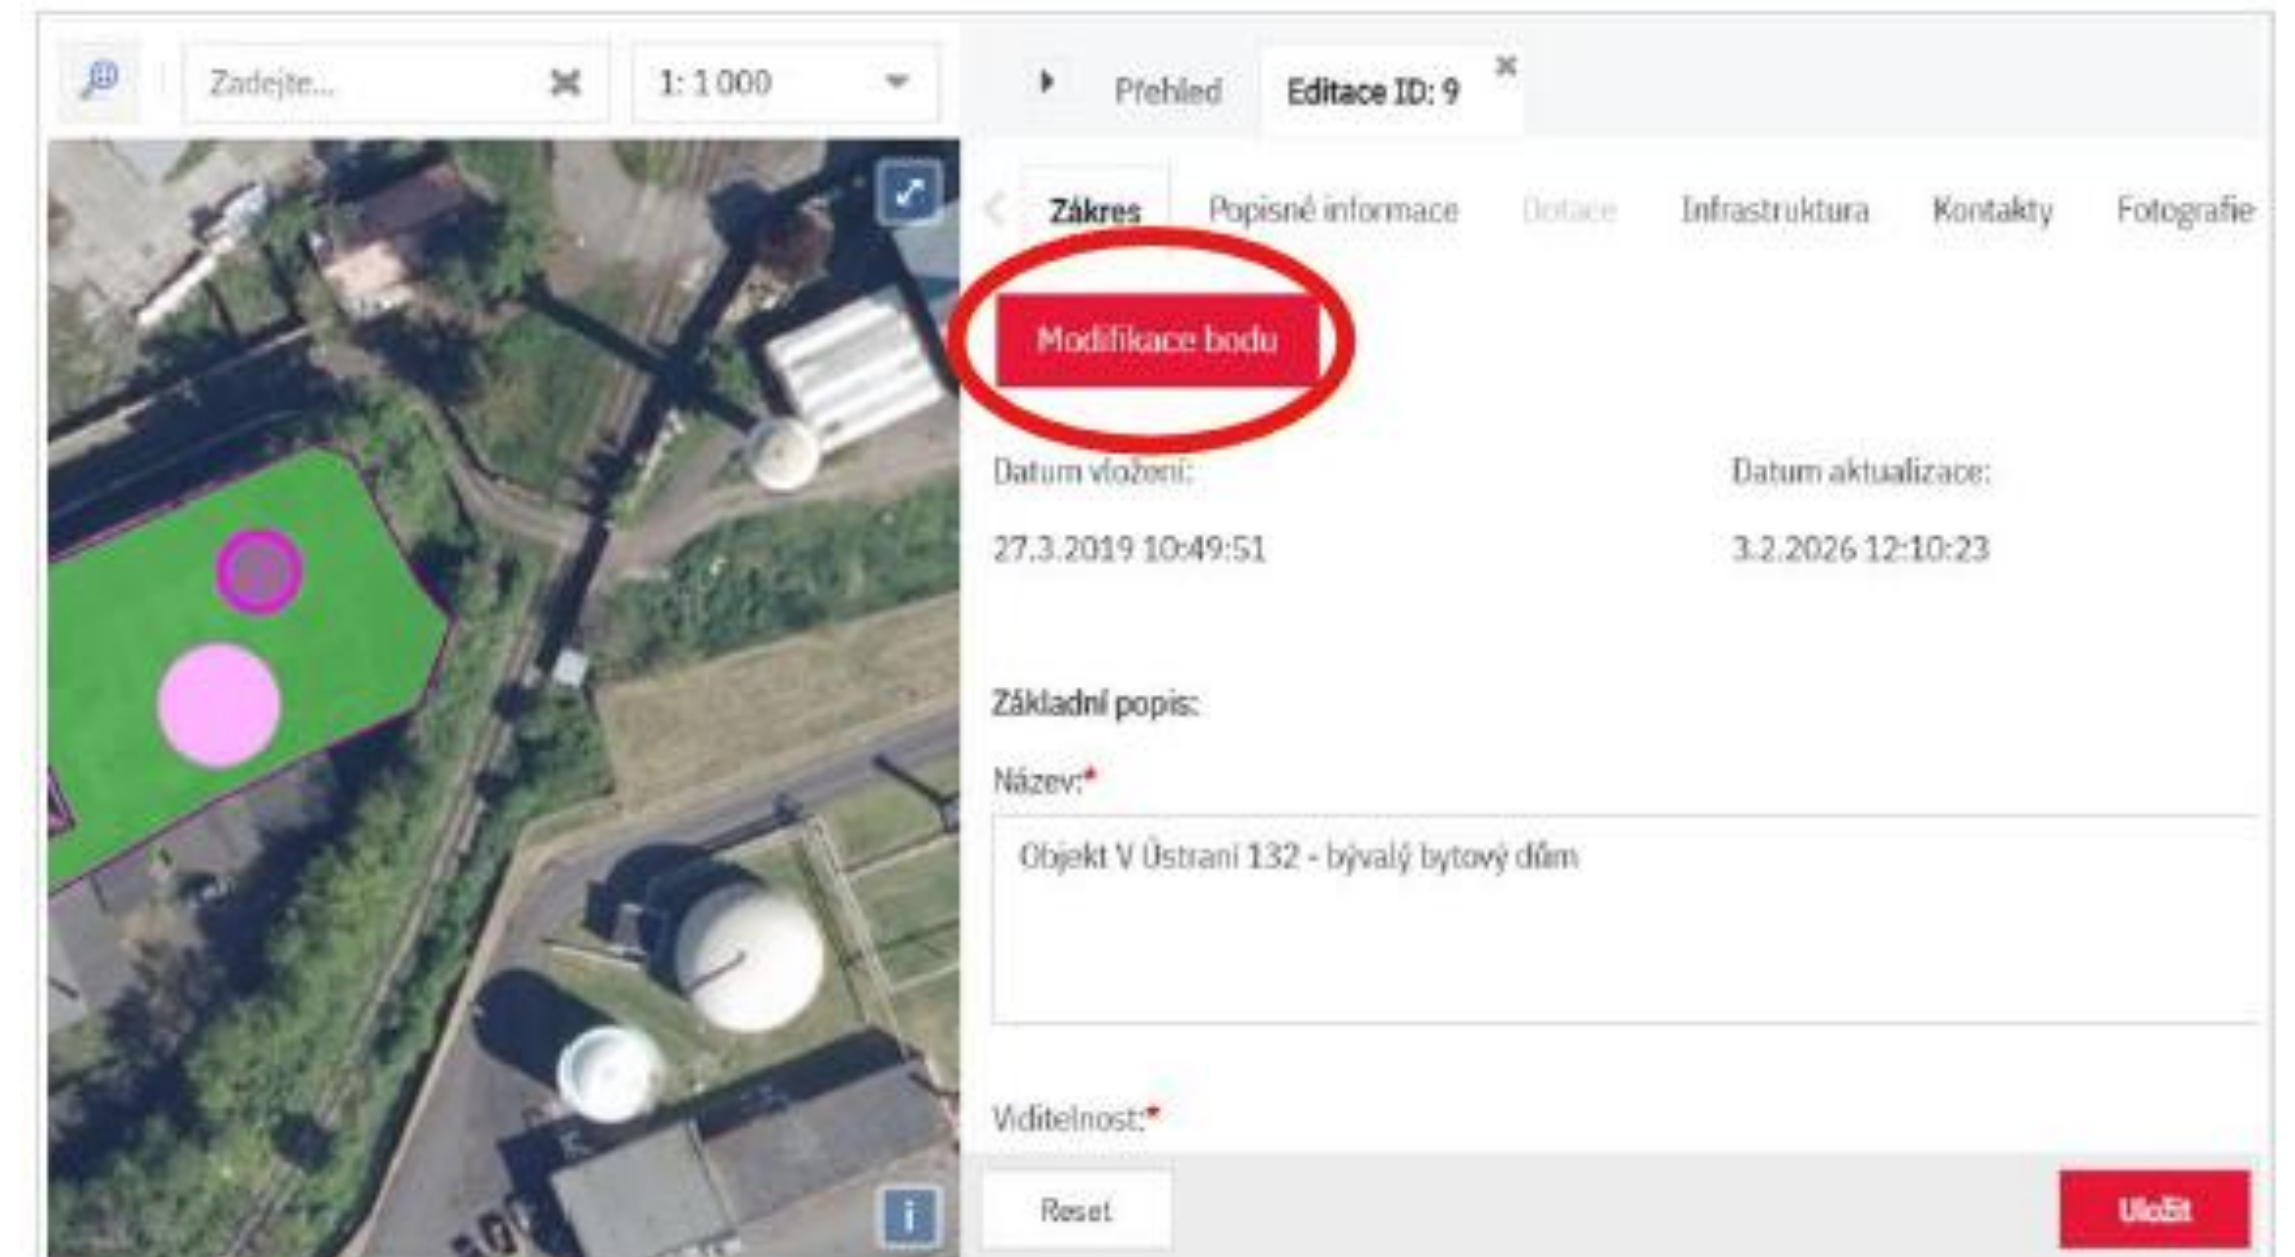 Zadejte...
1: 1 000
Přehled
Editace ID: 9
Zákres
Popisné informace
Dotace
Infrastruktura
Kontakty
Fotografie
Modifikace bodu
Datum vložení:
Datum aktualizace:
27.3.2019 10:49:51
3.2.2026 12:10:23
Základní popis:
Název:*
Objekt V Ústraní 132 - bývalý bytový dům
Viditelnost:*
Reset
Uložit